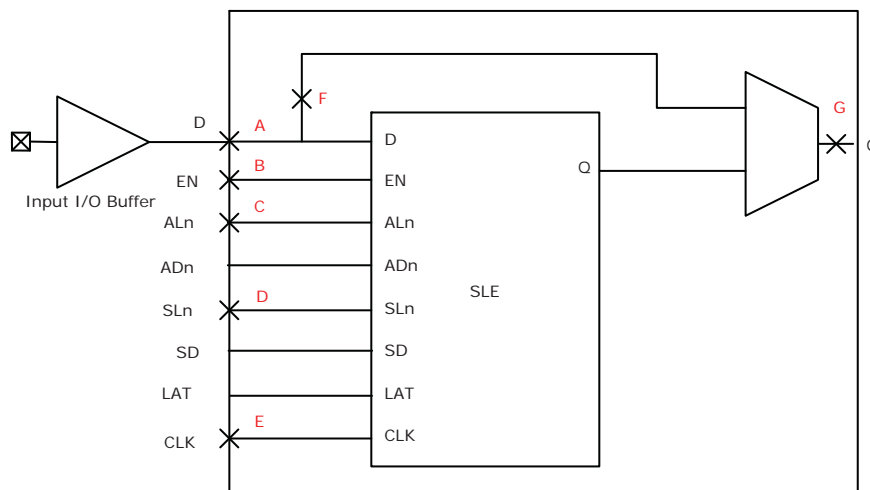 F
G
D
A
D
Q
B
EN
EN
Q
Input I/O Buffer
C
ALn
ALn
ADn
ADn
SLE
D
SLn
SLn
SD
SD
LAT
LAT
E
CLK
CLK